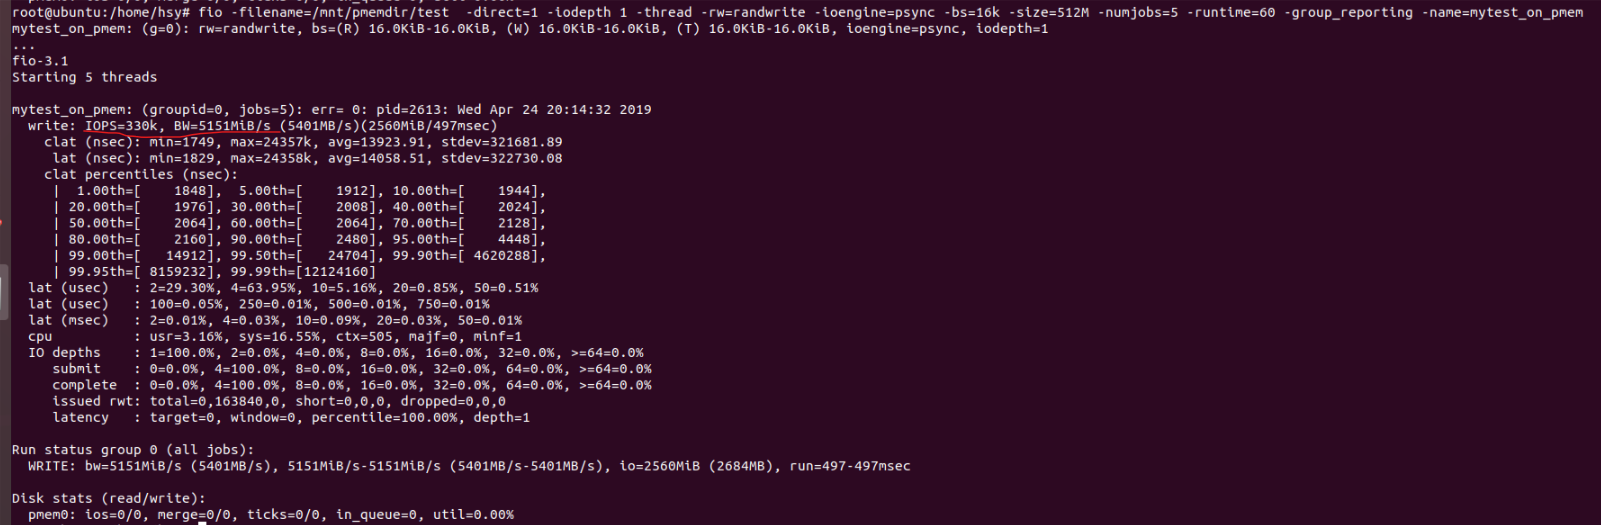 root@ubuntu:/home/hsy# fio -filename=/mnt/pmemdir/test  -direct=1 -iodepth 1 -thread -rw=randwrite -ioengine=psync -bs=16k -size=512M -numjobs=5 -runtime=60 -group_reporting -name=mytest_on_pmem
mytest_on_pmem: (g=0): rw=randwrite, bs=(R) 16.0KiB-16.0KiB, (W) 16.0KiB-16.0KiB, (T) 16.0KiB-16.0KiB, ioengine=psync, iodepth=1
...
fio-3.1
Starting 5 threads
mytest_on_pmem: (groupid=0, jobs=5): err= 0: pid=2613: Wed Apr 24 20:14:32 2019
  write: IOPS=330k, BW=5151MiB/s (5401MB/s)(2560MiB/497msec)
    clat (nsec): min=1749, max=24357k, avg=13923.91, stdev=321681.89
     lat (nsec): min=1829, max=24358k, avg=14058.51, stdev=322730.08
    clat percentiles (nsec):
     |  1.00th=[    1848],  5.00th=[    1912], 10.00th=[    1944],
     | 20.00th=[    1976], 30.00th=[    2008], 40.00th=[    2024],
     | 50.00th=[    2064], 60.00th=[    2064], 70.00th=[    2128],
     | 80.00th=[    2160], 90.00th=[    2480], 95.00th=[    4448],
     | 99.00th=[   14912], 99.50th=[   24704], 99.90th=[ 4620288],
     | 99.95th=[ 8159232], 99.99th=[12124160]
  lat (usec)   : 2=29.30%, 4=63.95%, 10=5.16%, 20=0.85%, 50=0.51%
  lat (usec)   : 100=0.05%, 250=0.01%, 500=0.01%, 750=0.01%
  lat (msec)   : 2=0.01%, 4=0.03%, 10=0.09%, 20=0.03%, 50=0.01%
  cpu          : usr=3.16%, sys=16.55%, ctx=505, majf=0, minf=1
  IO depths    : 1=100.0%, 2=0.0%, 4=0.0%, 8=0.0%, 16=0.0%, 32=0.0%, >=64=0.0%
     submit    : 0=0.0%, 4=100.0%, 8=0.0%, 16=0.0%, 32=0.0%, 64=0.0%, >=64=0.0%
     complete  : 0=0.0%, 4=100.0%, 8=0.0%, 16=0.0%, 32=0.0%, 64=0.0%, >=64=0.0%
     issued rwt: total=0,163840,0, short=0,0,0, dropped=0,0,0
     latency   : target=0, window=0, percentile=100.00%, depth=1
Run status group 0 (all jobs):
  WRITE: bw=5151MiB/s (5401MB/s), 5151MiB/s-5151MiB/s (5401MB/s-5401MB/s), io=2560MiB (2684MB), run=497-497msec
Disk stats (read/write):
  pmem0: ios=0/0, merge=0/0, ticks=0/0, in_queue=0, util=0.00%